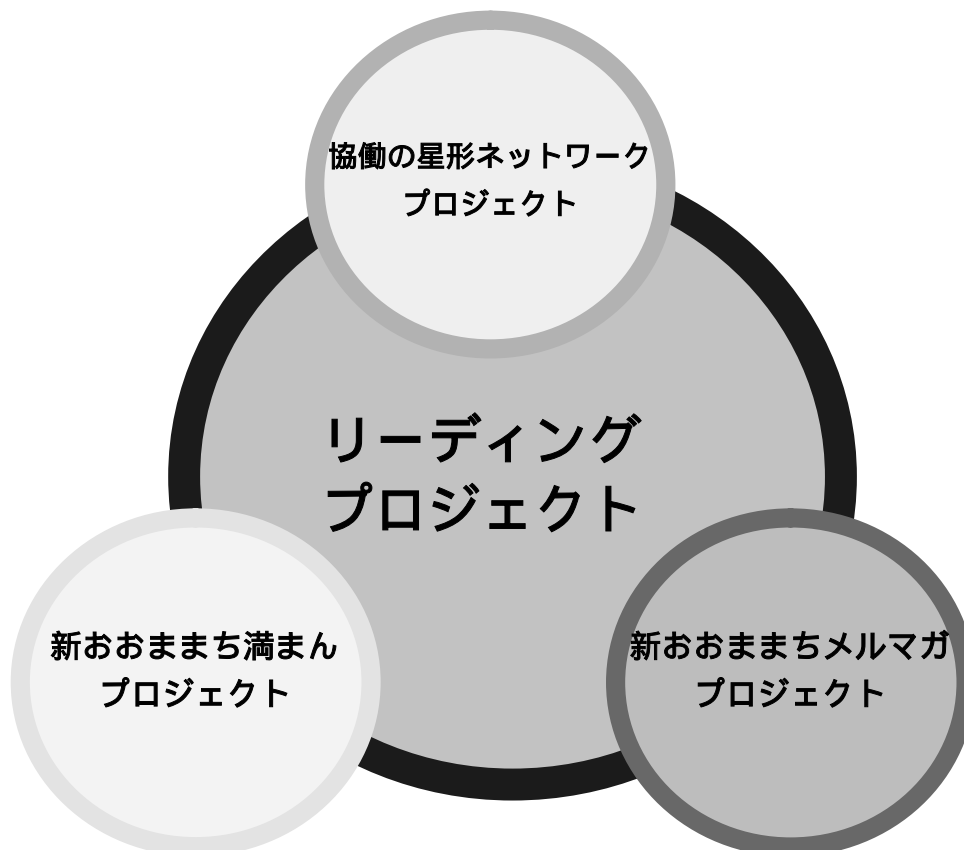 協働の星形ネットワーク
プロジェクト
リーディング
プロジェクト
新おおままち満まん
プロジェクト
新おおままちメルマガ
プロジェクト